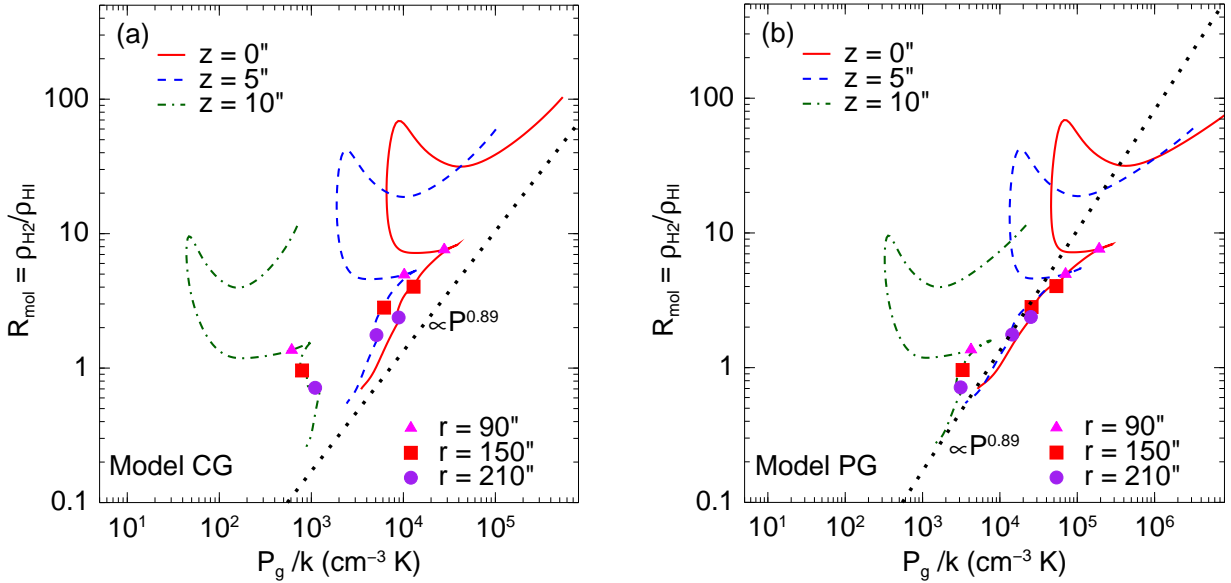 (a)
z = 0"
z = 5"
z = 10"
100
10
1
0.1
R_mol = ρ_H2/ρ_HI
∝P^0.89
r = 90"
r = 150"
r = 210"
Model CG
10^1 10^2 10^3 10^4 10^5
P_g /k (cm^−3 K)
(b)
z = 0"
z = 5"
z = 10"
100
10
1
0.1
R_mol = ρ_H2/ρ_HI
∝P^0.89
r = 90"
r = 150"
r = 210"
Model PG
10^1 10^2 10^3 10^4 10^5 10^6
P_g /k (cm^−3 K)